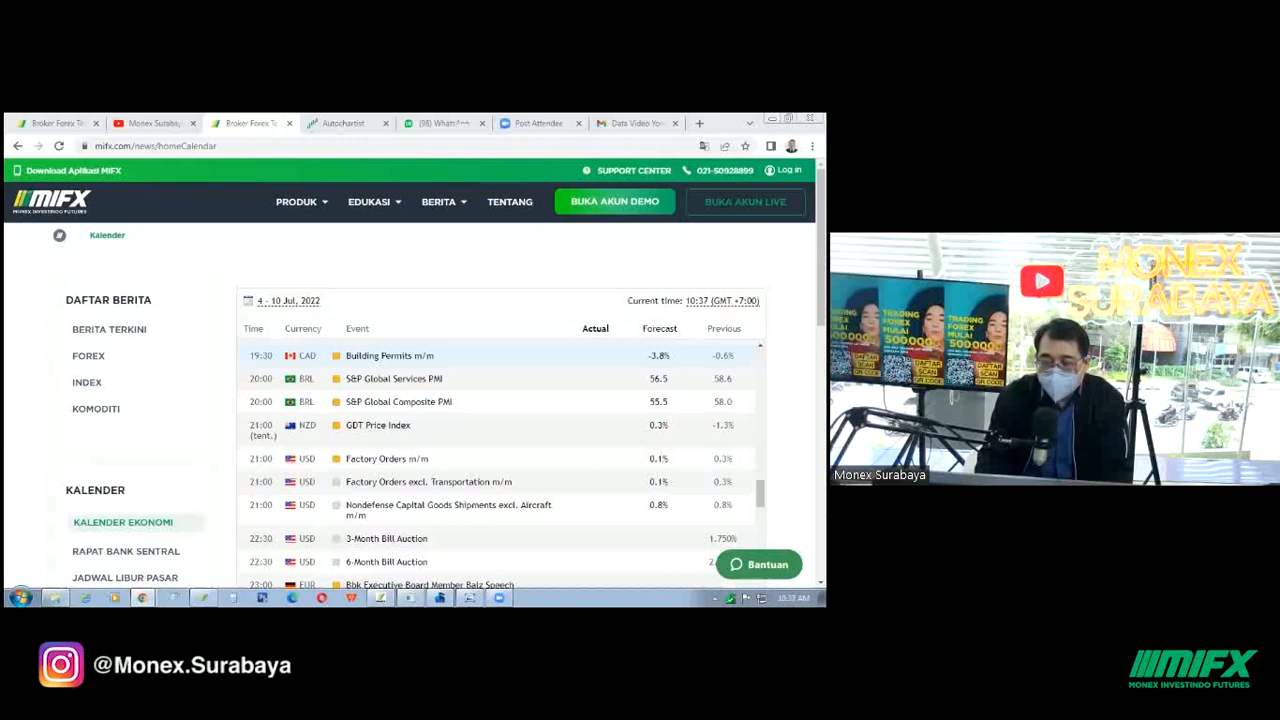 Broker Forex Te
Monex Surabay
Broker Forex Te
Autochartist
(98) Whats
Post Attendee
Data Video You
mifx.com/news/homeCalendar
Download Aplikasi MIFX
SUPPORT CENTER
021-50928899
Log in
MIFX
MONEX INVESTINDO FUTURES
PRODUK
EDUKASI
BERITA
TENTANG
BUKA AKUN DEMO
BUKA AKUN LIVE
Kalender
DAFTAR BERITA
BERITA TERKINI
FOREX
INDEX
KOMODITI
KALENDER
KALENDER EKONOMI
RAPAT BANK SENTRAL
JADWAL LIBUR PASAR
4 - 10 Jul, 2022
Current time: 10:37 (GMT +7:00)
Time Currency Event Actual Forecast Previous
19:30 CAD Building Permits m/m -3.8% -0.6%
20:00 BRL S&P Global Services PMI 56.5 58.6
20:00 BRL S&P Global Composite PMI 55.5 58.0
21:00 NZD GDT Price Index 0.3% -1.3%
(tent.)
21:00 USD Factory Orders m/m 0.1% 0.3%
21:00 USD Factory Orders excl. Transportation m/m 0.1% 0.3%
21:00 USD Nondefense Capital Goods Shipments excl. Aircraft 0.8% 0.8%
m/m
22:30 USD 3-Month Bill Auction 1.750%
22:30 USD 6-Month Bill Auction
23:00 EUR Bbk Executive Board Member Balz Speech
Bantuan
10:37 AM
MONEX
SURABAYA
TRADING
FOREX
MULAI
500.000
DAFTAR
SCAN
QR CODE
Monex Surabaya
@Monex.Surabaya
MIFX
MONEX INVESTINDO FUTURES